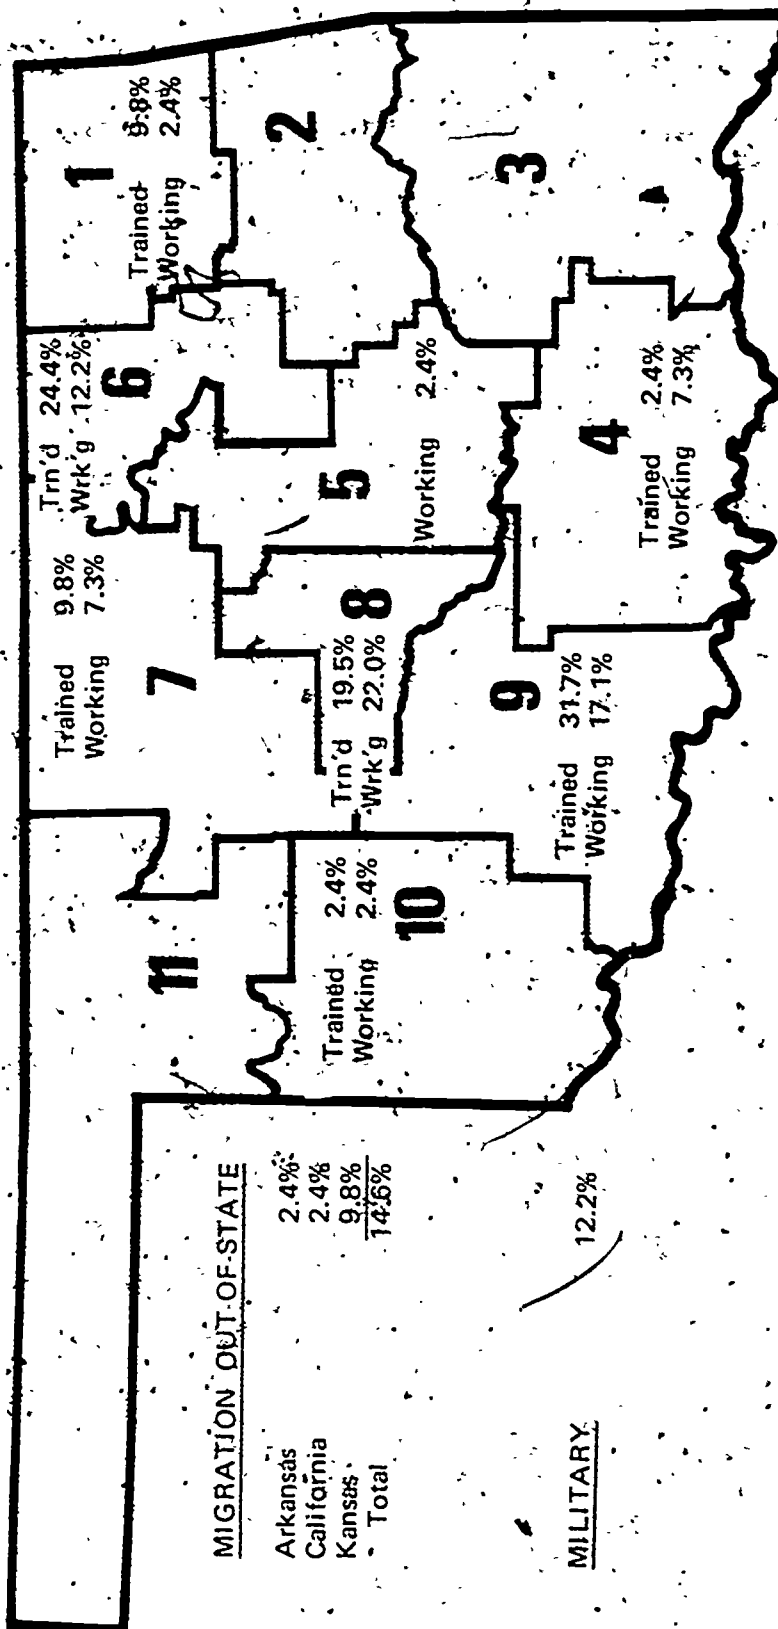 11
7
Trained 9.8%
Working 7.3%
6
Trn'd 24.4%
Wrk'g 12.2%
1
Trained 9.8%
Working 2.4%
2
3
5
Working 2.4%
8
Trn'd 19.5%
Wrk'g 22.0%
10
Trained 2.4%
Working 2.4%
9
Trained 31.7%
Working 17.1%
4
Trained 2.4%
Working 7.3%
MIGRATION OUT-OF-STATE
Arkansas 2.4%
California 2.4%
Kansas 9.8%
Total 14.6%
MILITARY 12.2%